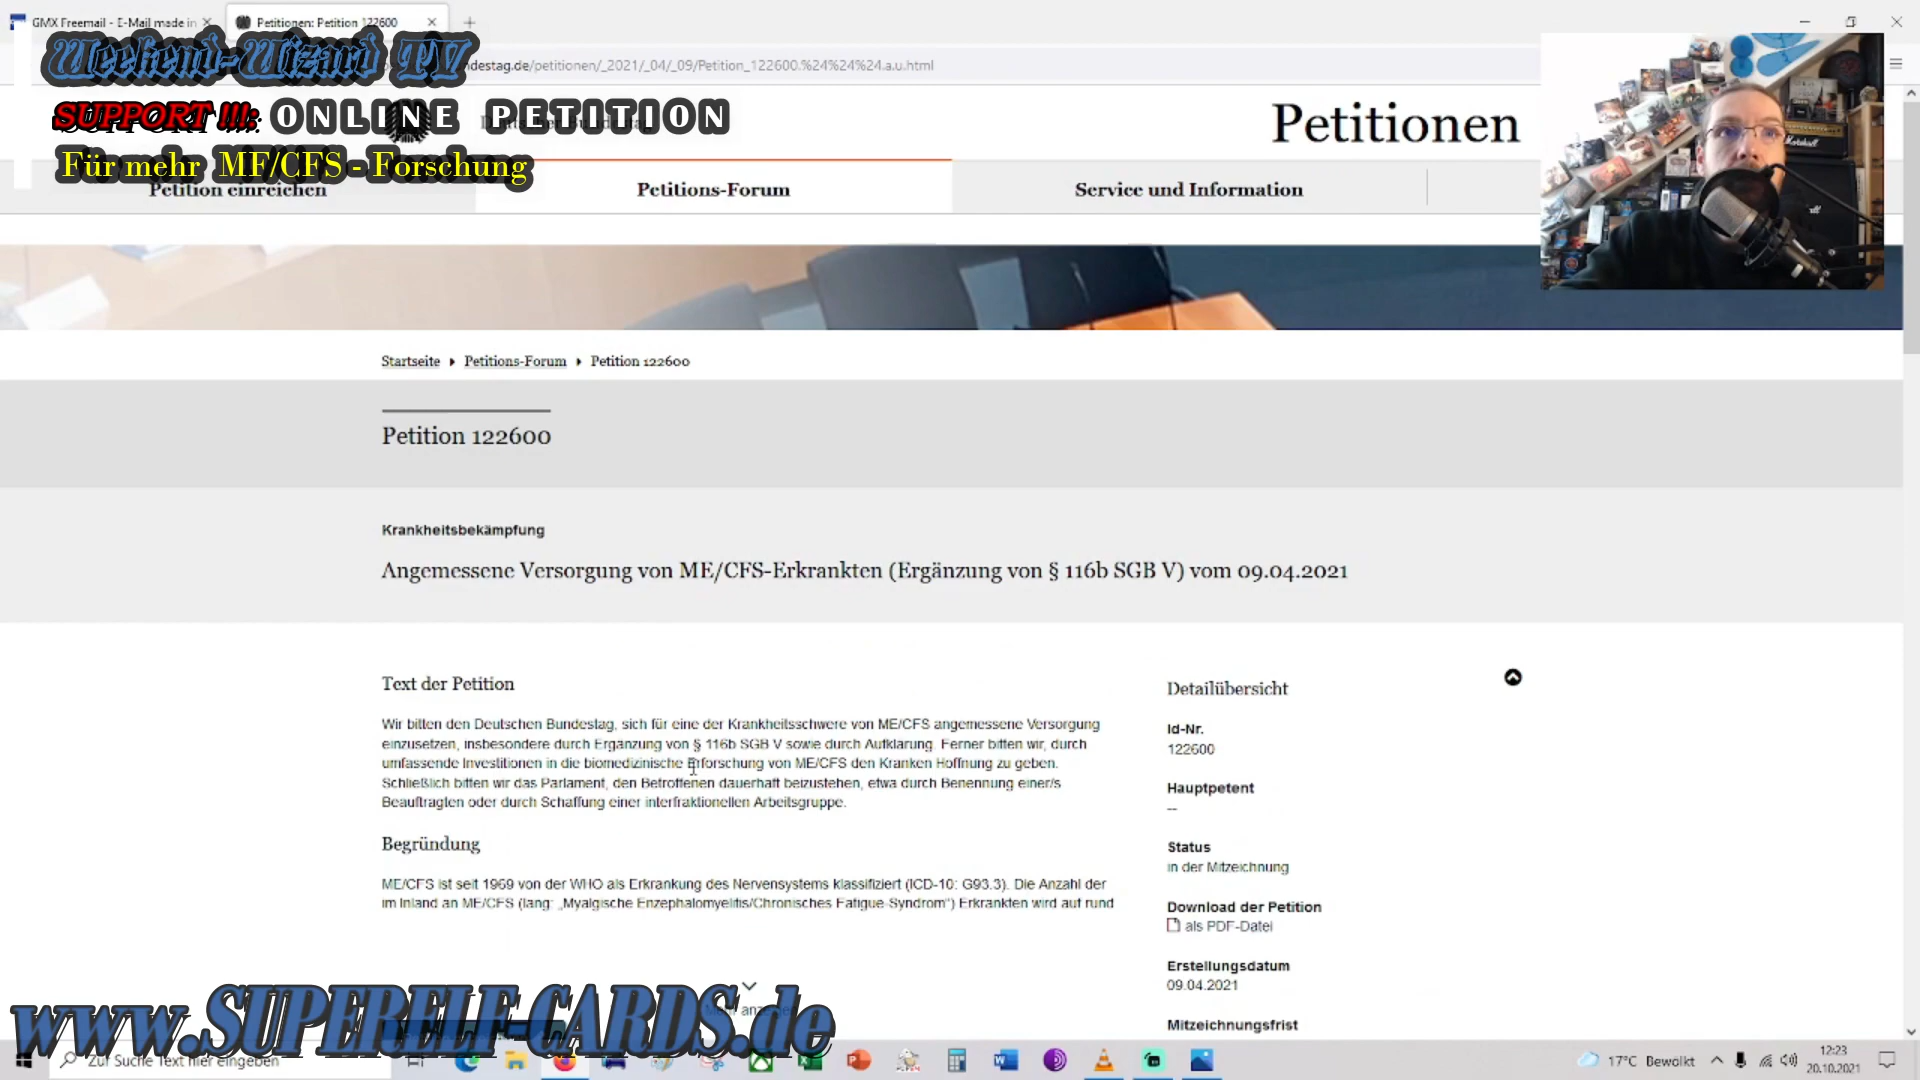 GMX Freemail - E-Mail made in
Petitionen: Petition 122600
Weekend-Wizard TV
ndestag.de/petitionen/_2021/_04/_09/Petition_122600.%24%24%24.a.u.html
SUPPORT !!!: ONLINE PETITION
Petitionen
Für mehr MF/CFS - Forschung
Petition einreichen
Petitions-Forum
Service und Information
Marshall
Startseite
Petitions-Forum
Petition 122600
Petition 122600
Krankheitsbekämpfung
Angemessene Versorgung von ME/CFS-Erkrankten (Ergänzung von § 116b SGB V) vom 09.04.2021
Text der Petition
Wir bitten den Deutschen Bundestag, sich für eine der Krankheitsschwere von ME/CFS angemessene Versorgung
einzusetzen, insbesondere durch Ergänzung von § 116b SGB V sowie durch Aufklärung. Ferner bitten wir, durch
umfassende Investitionen in die biomedizinische Erforschung von ME/CFS den Kranken Hoffnung zu geben.
Schließlich bitten wir das Parlament, den Betroffenen dauerhaft beizustehen, etwa durch Benennung einer/s
Beauftragten oder durch Schaffung einer interfraktionellen Arbeitsgruppe.
Begründung
ME/CFS ist seit 1969 von der WHO als Erkrankung des Nervensystems klassifiziert (ICD-10: G93.3). Die Anzahl der
im Inland an ME/CFS (lang: „Myalgische Enzephalomyelitis/Chronisches Fatigue-Syndrom“) Erkrankten wird auf rund
Detailübersicht
Id-Nr.
122600
Hauptpetent
--
Status
in der Mitzeichnung
Download der Petition
als PDF-Datei
Erstellungsdatum
09.04.2021
Mitzeichnungsfrist
www.SUPERELF-CARDS.de
Zur Suche Text hier eingeben
17°C Bewölkt
12:23
20.10.2021